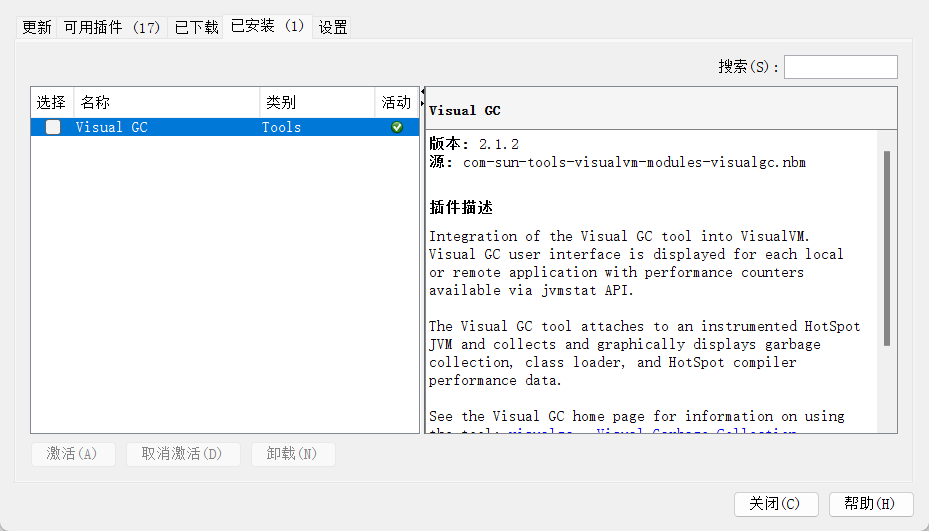 更新 可用插件 (17) 已下载 已安装 (1) 设置
搜索(S):
选择 名称 类别 活动
Visual GC Tools
Visual GC
版本: 2.1.2
源: com-sun-tools-visualvm-modules-visualgc.nbm
插件描述
Integration of the Visual GC tool into VisualVM.
Visual GC user interface is displayed for each local
or remote application with performance counters
available via jvmstat API.
The Visual GC tool attaches to an instrumented HotSpot
JVM and collects and graphically displays garbage
collection, class loader, and HotSpot compiler
performance data.
See the Visual GC home page for information on using
the tool: visualgc - Visual Garbage Collection
激活(A) 取消激活(D) 卸载(N)
关闭(C) 帮助(H)